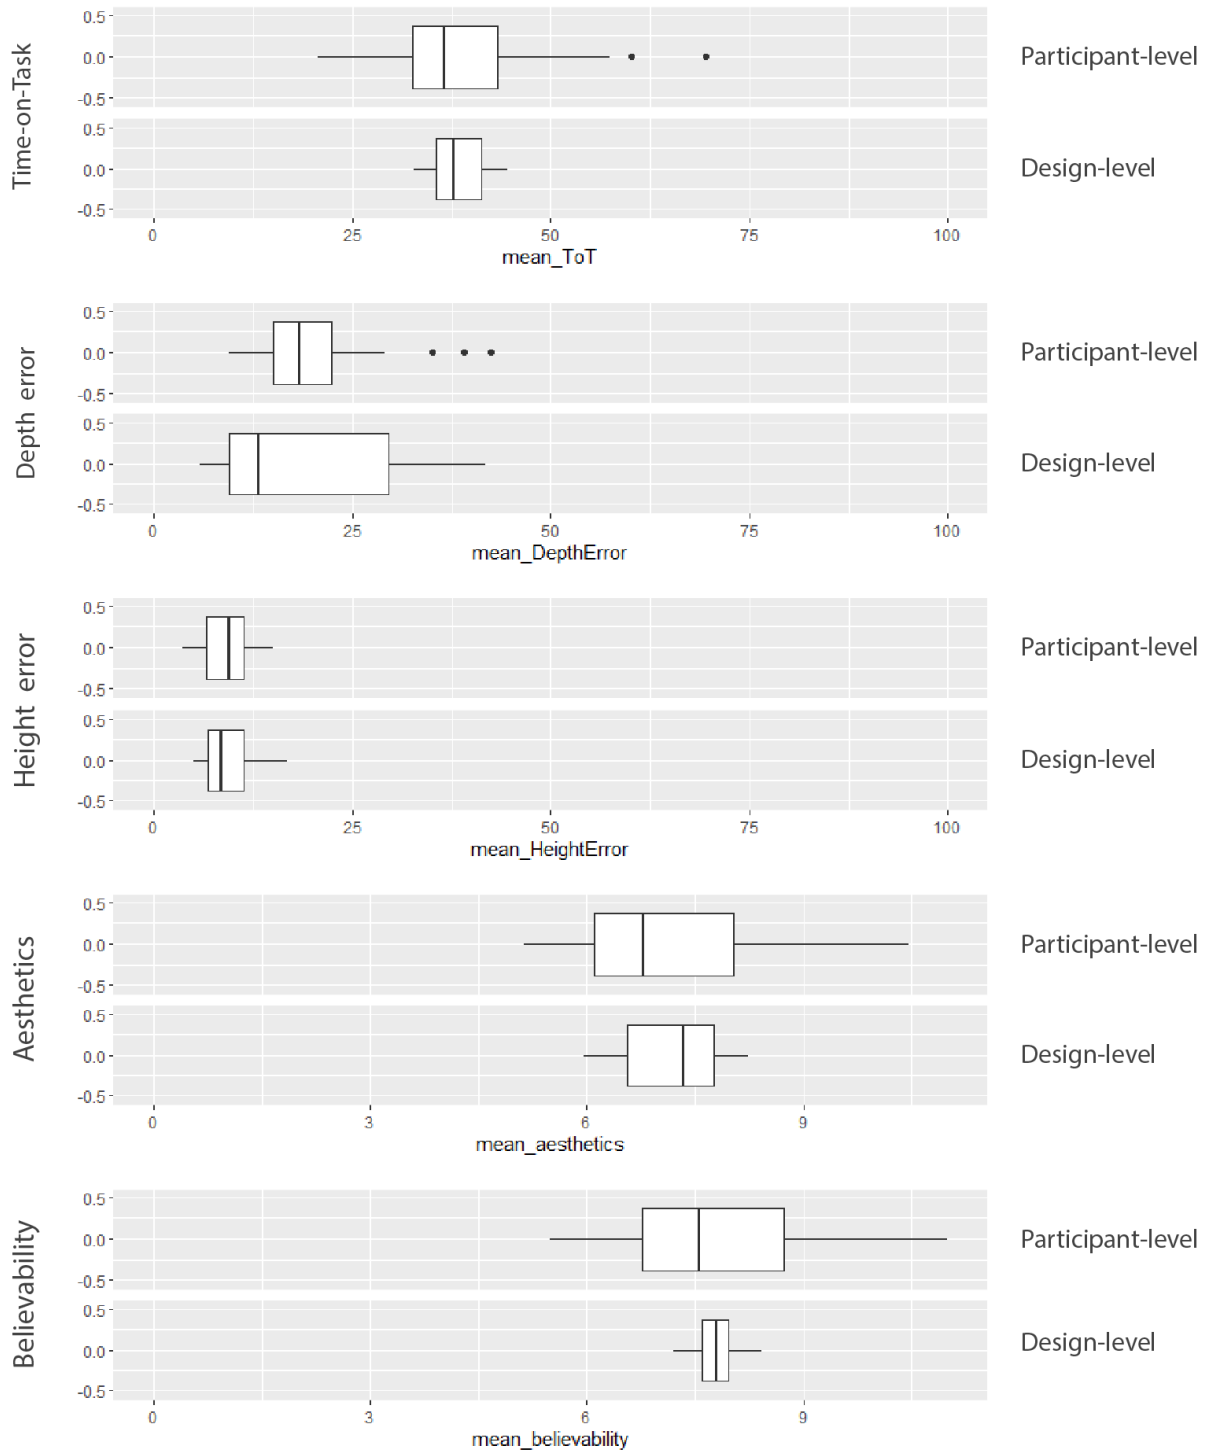 Time-on-Task
0.5
0.0
-0.5
Participant-level
0.5
0.0
-0.5
Design-level
0 25 50 75 100
mean_ToT
Depth error
0.5
0.0
-0.5
Participant-level
0.5
0.0
-0.5
Design-level
0 25 50 75 100
mean_DepthError
Height error
0.5
0.0
-0.5
Participant-level
0.5
0.0
-0.5
Design-level
0 25 50 75 100
mean_HeightError
Aesthetics
0.5
0.0
-0.5
Participant-level
0.5
0.0
-0.5
Design-level
0 3 6 9
mean_aesthetics
Believability
0.5
0.0
-0.5
Participant-level
0.5
0.0
-0.5
Design-level
0 3 6 9
mean_believability